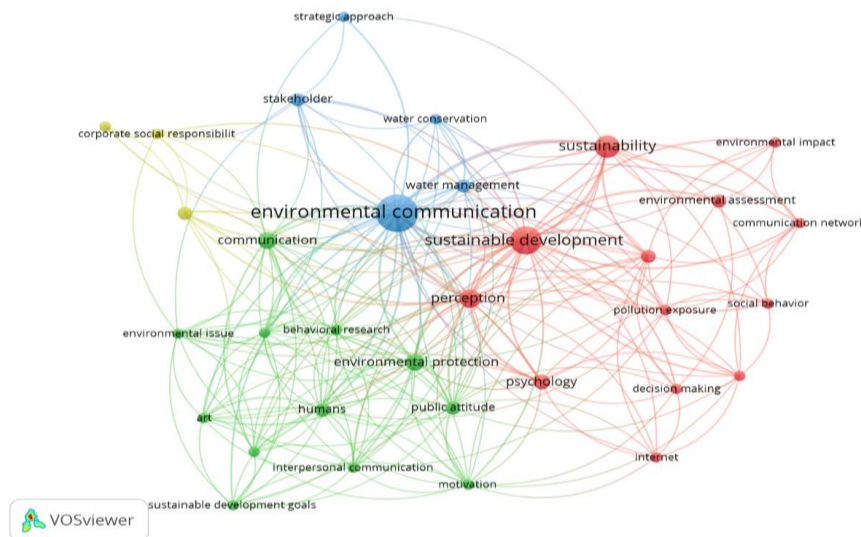 strategic approach
stakeholder
water conservation
corporate social responsibilit
sustainability
environmental impact
water management
environmental assessment
environmental communication
communication network
communication
sustainable development
perception
social behavior
pollution exposure
environmental issue
behavioral research
environmental protection
psychology
decision making
humans
public attitude
art
internet
interpersonal communication
motivation
sustainable development goals
VOSviewer